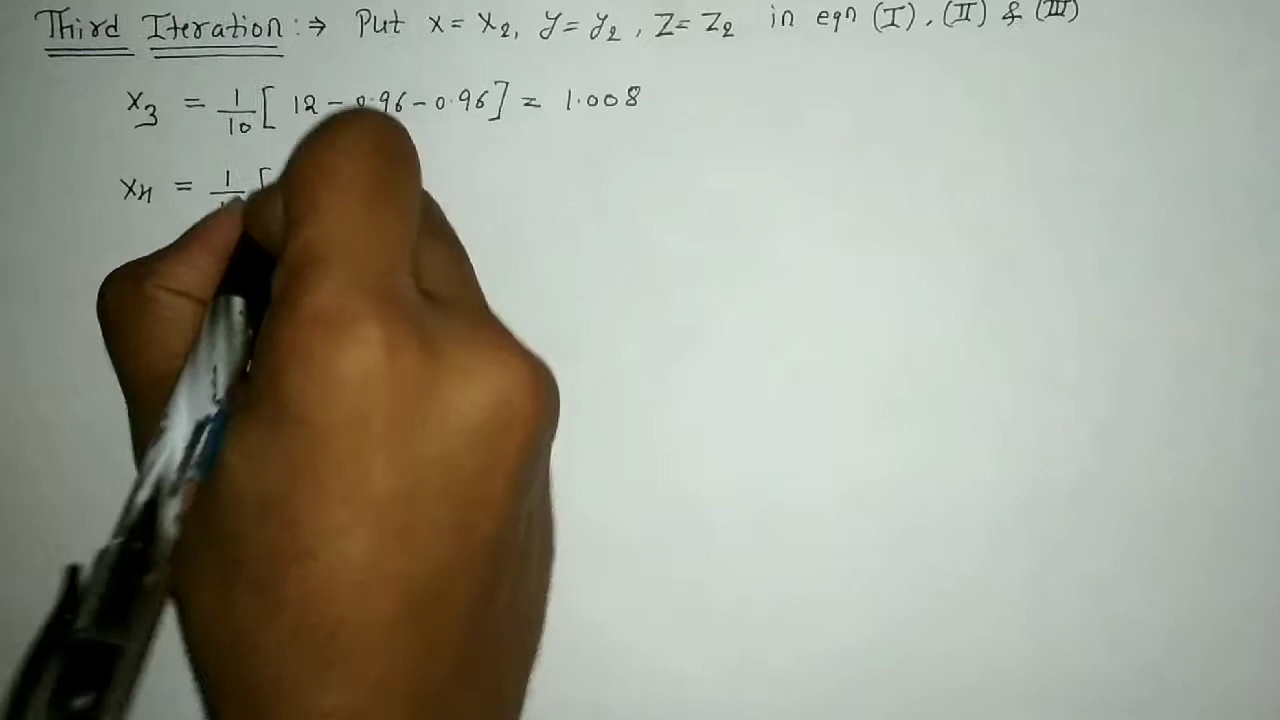 Third Iteration :⇒ Put x = x₂, y = y₂, z = z₂ in eqn (I), (II) & (III)
x₃ = 1/10 [ 12 - 0.96 - 0.96 ] = 1.008
= 1/ [